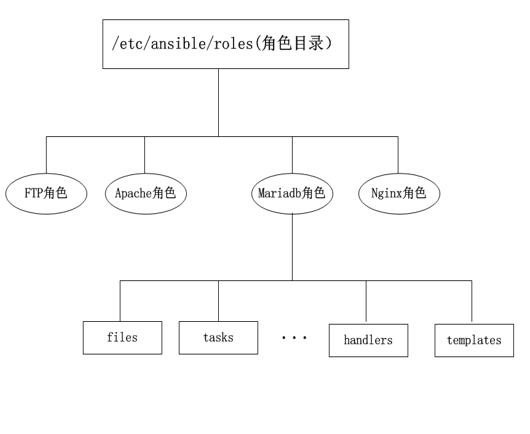 /etc/ansible/roles(角色目录）
FTP角色
Apache角色
Mariadb角色
Nginx角色
files
tasks
...
handlers
templates